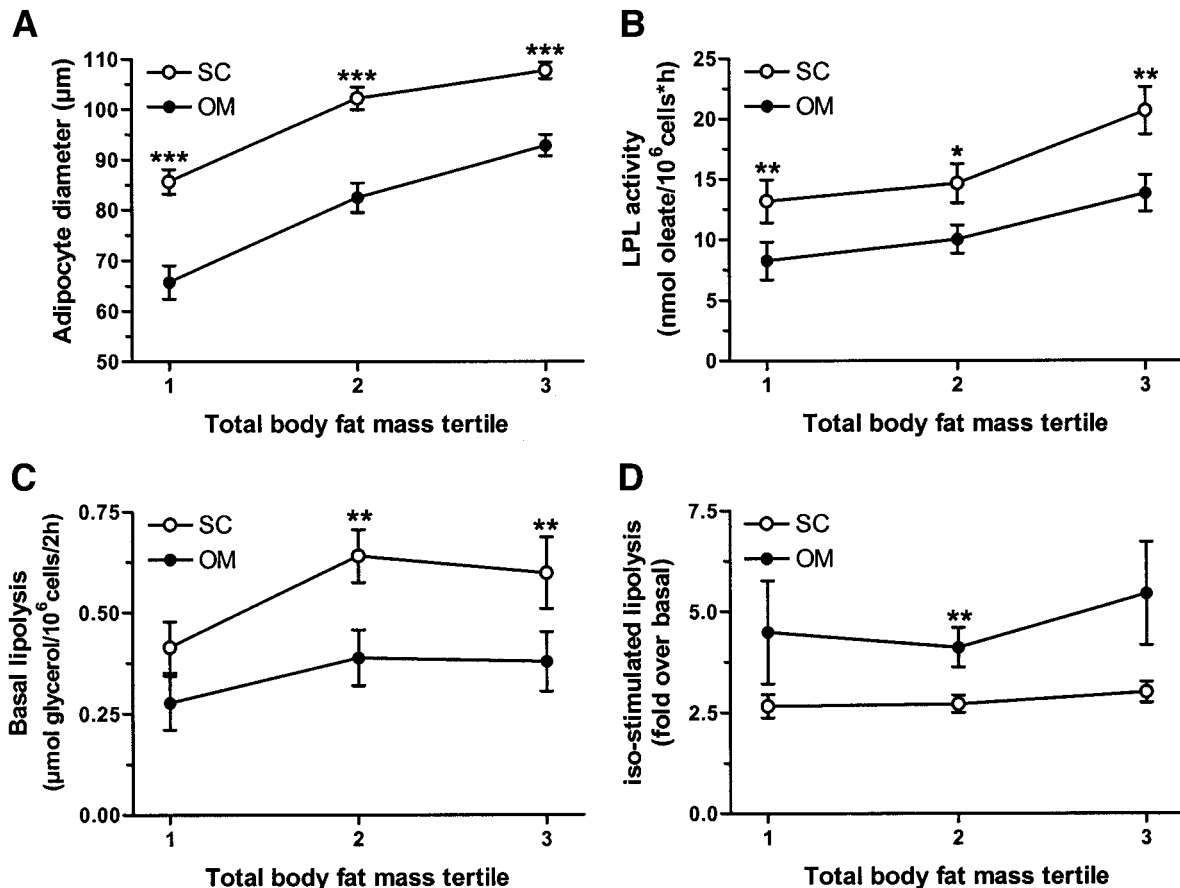 A
Adipocyte diameter (µm)
110
100
90
80
70
60
50
SC
OM
***
***
***
1
2
3
Total body fat mass tertile
B
LPL activity
(nmol oleate/10⁶cells*h)
25
20
15
10
5
0
SC
OM
**
*
**
1
2
3
Total body fat mass tertile
C
Basal lipolysis
(µmol glycerol/10⁶cells/2h)
0.75
0.50
0.25
0.00
SC
OM
**
**
1
2
3
Total body fat mass tertile
D
iso-stimulated lipolysis
(fold over basal)
7.5
5.0
2.5
0.0
SC
OM
**
1
2
3
Total body fat mass tertile